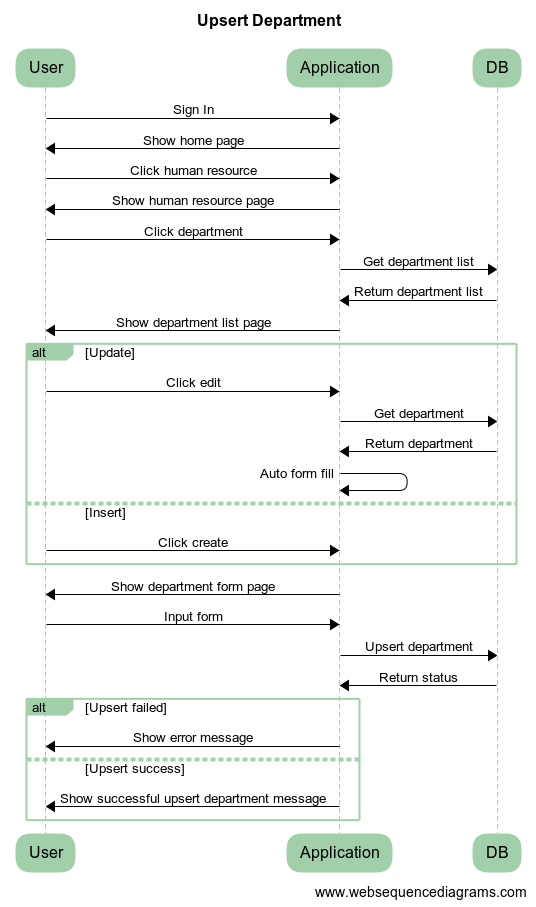 Upsert Department
User
Application
DB
Sign In
Show home page
Click human resource
Show human resource page
Click department
Get department list
Return department list
Show department list page
alt [Update]
Click edit
Get department
Return department
Auto form fill
[Insert]
Click create
Show department form page
Input form
Upsert department
Return status
alt [Upsert failed]
Show error message
[Upsert success]
Show successful upsert department message
User
Application
DB
www.websequencediagrams.com